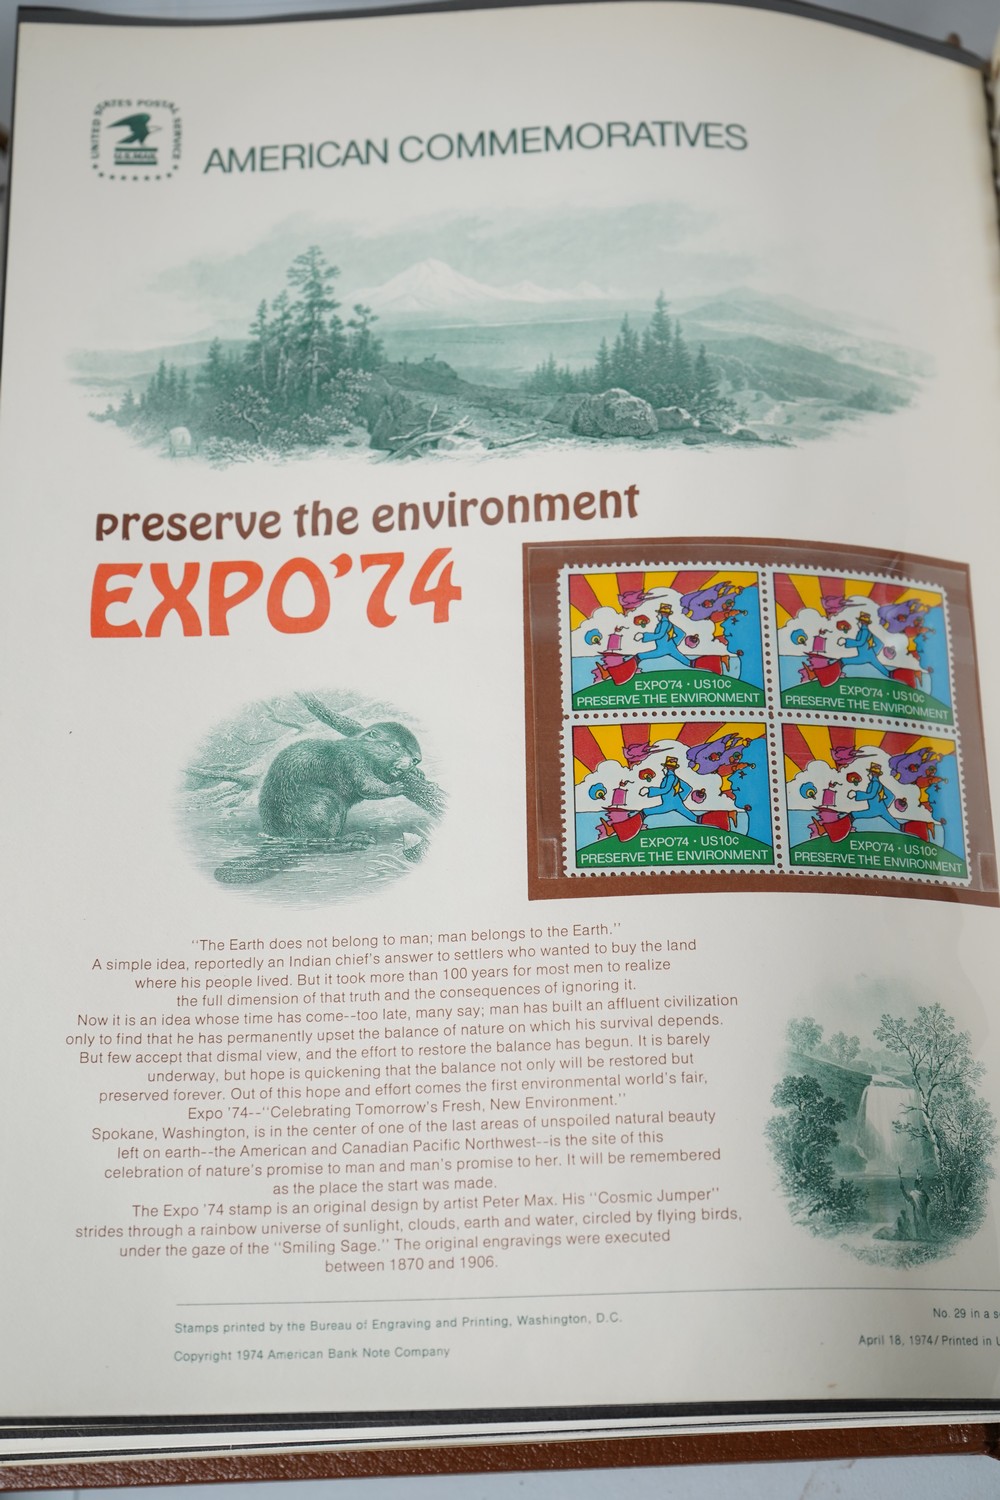 UNITED STATES POSTAL SERVICE
U.S. MAIL
AMERICAN COMMEMORATIVES
preserve the environment
EXPO'74
EXPO'74 · US10c
PRESERVE THE ENVIRONMENT
EXPO'74 · US10c
PRESERVE THE ENVIRONMENT
EXPO'74 · US10c
PRESERVE THE ENVIRONMENT
EXPO'74 · US10c
PRESERVE THE ENVIRONMENT
"The Earth does not belong to man; man belongs to the Earth."
A simple idea, reportedly an Indian chief's answer to settlers who wanted to buy the land
where his people lived. But it took more than 100 years for most men to realize
the full dimension of that truth and the consequences of ignoring it.
Now it is an idea whose time has come--too late, many say; man has built an affluent civilization
only to find that he has permanently upset the balance of nature on which his survival depends.
But few accept that dismal view, and the effort to restore the balance has begun. It is barely
underway, but hope is quickening that the balance not only will be restored but
preserved forever. Out of this hope and effort comes the first environmental world's fair,
Expo '74--"Celebrating Tomorrow's Fresh, New Environment."
Spokane, Washington, is in the center of one of the last areas of unspoiled natural beauty
left on earth--the American and Canadian Pacific Northwest--is the site of this
celebration of nature's promise to man and man's promise to her. It will be remembered
as the place the start was made.
The Expo '74 stamp is an original design by artist Peter Max. His "Cosmic Jumper"
strides through a rainbow universe of sunlight, clouds, earth and water, circled by flying birds,
under the gaze of the "Smiling Sage." The original engravings were executed
between 1870 and 1906.
Stamps printed by the Bureau of Engraving and Printing, Washington, D.C.
No. 29 in a s
Copyright 1974 American Bank Note Company
April 18, 1974/Printed in U